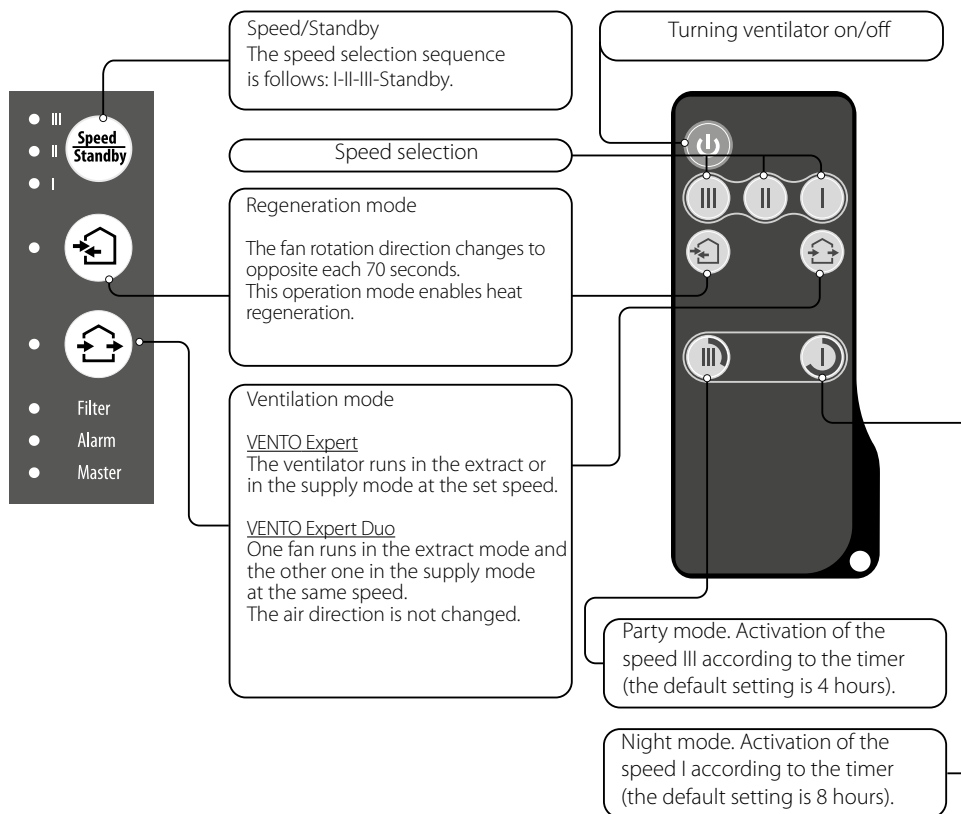 Speed/Standby
The speed selection sequence
is follows: I-II-III-Standby.
Turning ventilator on/off
III
II
I
Speed
Standby
Speed selection
III
II
I
Regeneration mode
The fan rotation direction changes to
opposite each 70 seconds.
This operation mode enables heat
regeneration.
III
I
Filter
Alarm
Master
Ventilation mode
VENTO Expert
The ventilator runs in the extract or
in the supply mode at the set speed.
VENTO Expert Duo
One fan runs in the extract mode and
the other one in the supply mode
at the same speed.
The air direction is not changed.
Party mode. Activation of the
speed III according to the timer
(the default setting is 4 hours).
Night mode. Activation of the
speed I according to the timer
(the default setting is 8 hours).